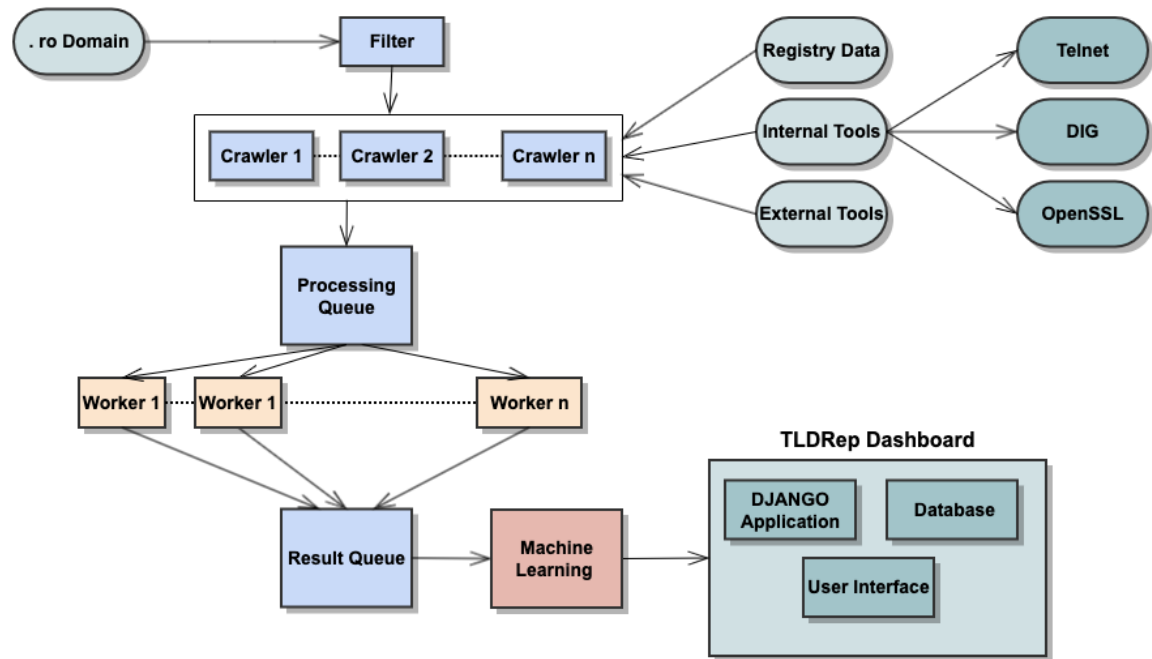 . ro Domain
Filter
Registry Data
Telnet
Crawler 1
Crawler 2
Crawler n
Internal Tools
DIG
External Tools
OpenSSL
Processing
Queue
Worker 1
Worker 1
Worker n
TLDRep Dashboard
DJANGO
Application
Database
Result Queue
Machine
Learning
User Interface